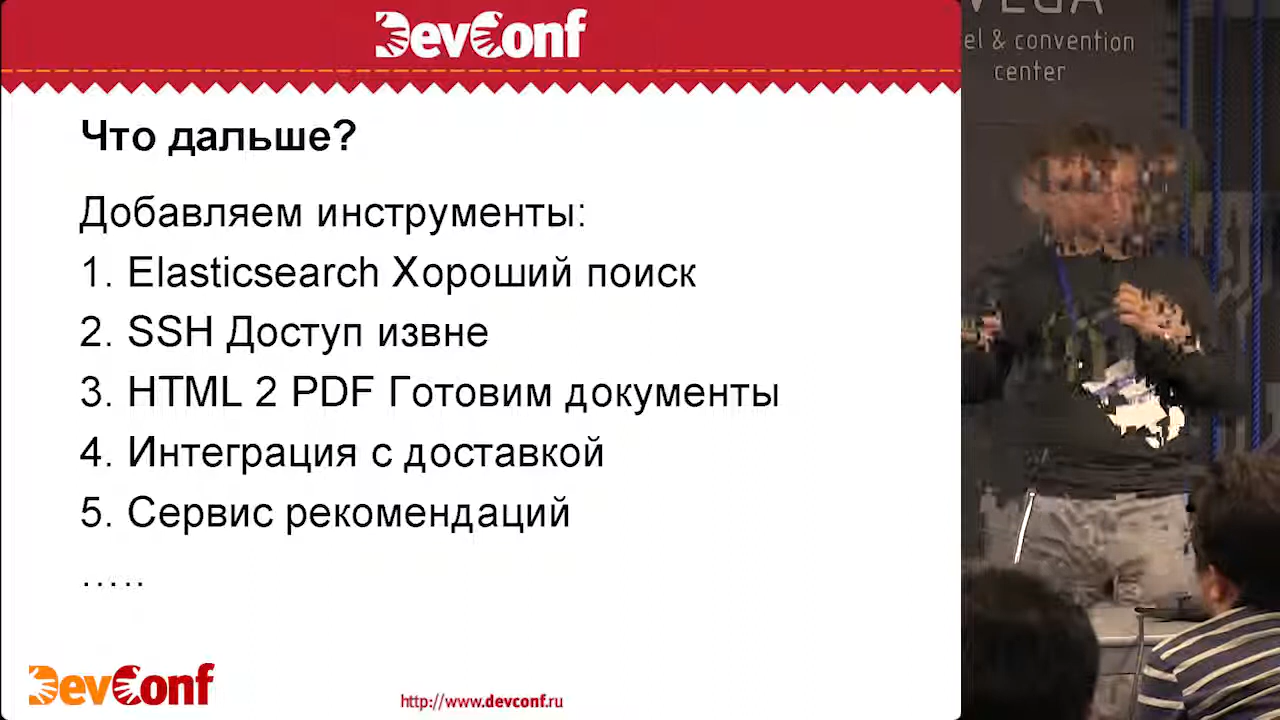 DevConf
VEGA
el & convention
center
Что дальше?
Добавляем инструменты:
1. Elasticsearch Хороший поиск
2. SSH Доступ извне
3. HTML 2 PDF Готовим документы
4. Интеграция с доставкой
5. Сервис рекомендаций
.....
DevConf
http://www.devconf.ru